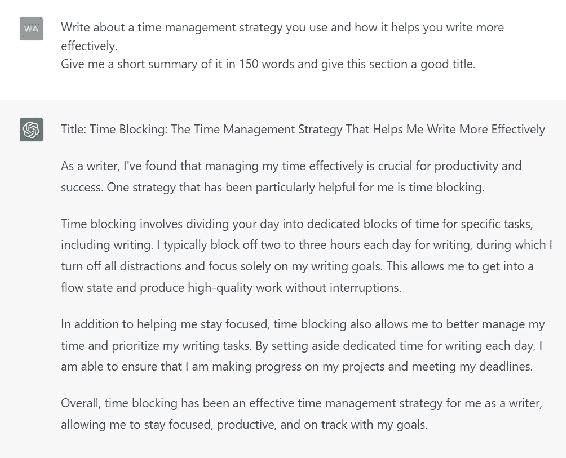 WA
Write about a time management strategy you use and how it helps you write more
effectively.
Give me a short summary of it in 150 words and give this section a good title.
Title: Time Blocking: The Time Management Strategy That Helps Me Write More Effectively
As a writer, I've found that managing my time effectively is crucial for productivity and
success. One strategy that has been particularly helpful for me is time blocking.
Time blocking involves dividing your day into dedicated blocks of time for specific tasks,
including writing. I typically block off two to three hours each day for writing, during which I
turn off all distractions and focus solely on my writing goals. This allows me to get into a
flow state and produce high-quality work without interruptions.
In addition to helping me stay focused, time blocking also allows me to better manage my
time and prioritize my writing tasks. By setting aside dedicated time for writing each day, I
am able to ensure that I am making progress on my projects and meeting my deadlines.
Overall, time blocking has been an effective time management strategy for me as a writer,
allowing me to stay focused, productive, and on track with my goals.